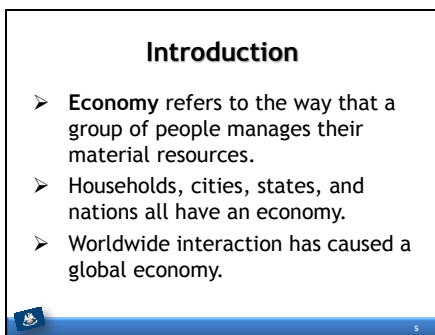 Introduction
➢ Economy refers to the way that a
group of people manages their
material resources.
➢ Households, cities, states, and
nations all have an economy.
➢ Worldwide interaction has caused a
global economy.
5